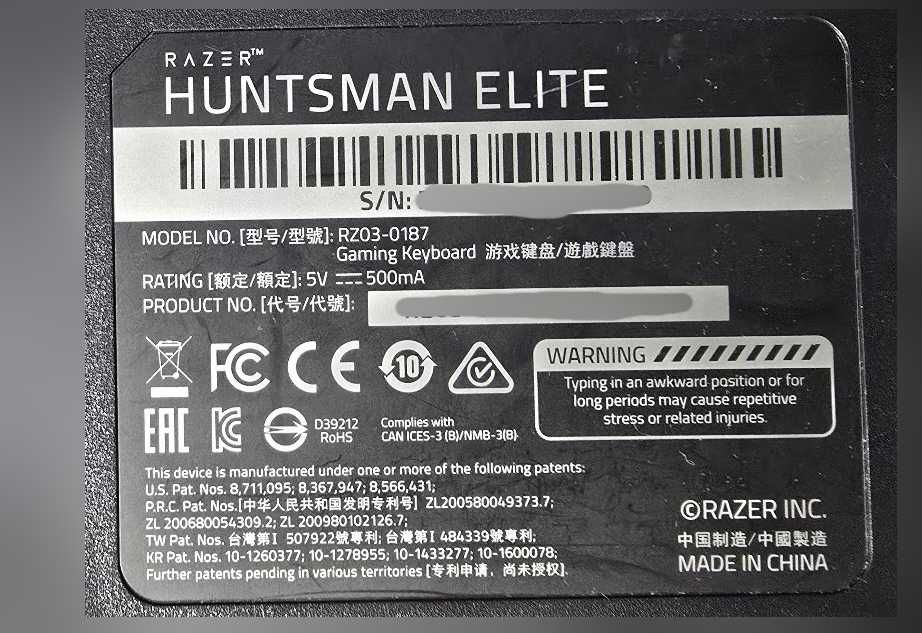 RAZER™
HUNTSMAN ELITE
S/N:
MODEL NO. [型号/型號]: RZ03-0187
Gaming Keyboard 游戏键盘/遊戲鍵盤
RATING [额定/額定]: 5V ⎓ 500mA
PRODUCT NO. [代号/代號]:
FC CE 10
WARNING
Typing in an awkward position or for
long periods may cause repetitive
stress or related injuries.
EAC KC D39212
RoHS
Complies with
CAN ICES-3 (B)/NMB-3(B)
This device is manufactured under one or more of the following patents:
U.S. Pat. Nos. 8,711,095; 8,367,947; 8,566,431;
P.R.C. Pat. Nos.[中华人民共和国发明专利号] ZL200580049373.7;
ZL 200680054309.2; ZL 200980102126.7;
TW Pat. Nos. 台灣第I 507922號專利; 台灣第I 484339號專利;
KR Pat. Nos. 10-1260377; 10-1278955; 10-1433277; 10-1600078;
Further patents pending in various territories [专利申请，尚未授权].
©RAZER INC.
中国制造/中國製造
MADE IN CHINA